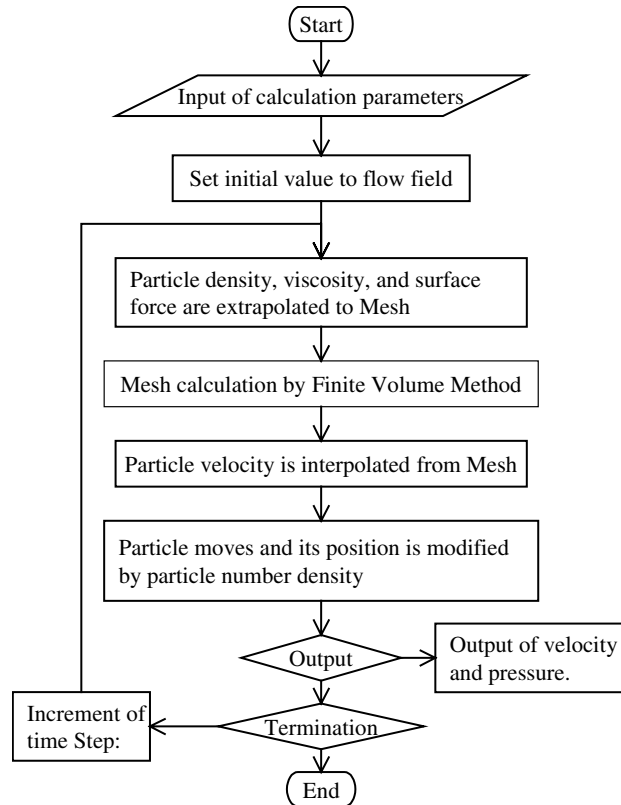 Start
Input of calculation parameters
Set initial value to flow field
Particle density, viscosity, and surface
force are extrapolated to Mesh
Mesh calculation by Finite Volume Method
Particle velocity is interpolated from Mesh
Particle moves and its position is modified
by particle number density
Output
Output of velocity
and pressure.
Termination
Increment of
time Step:
End